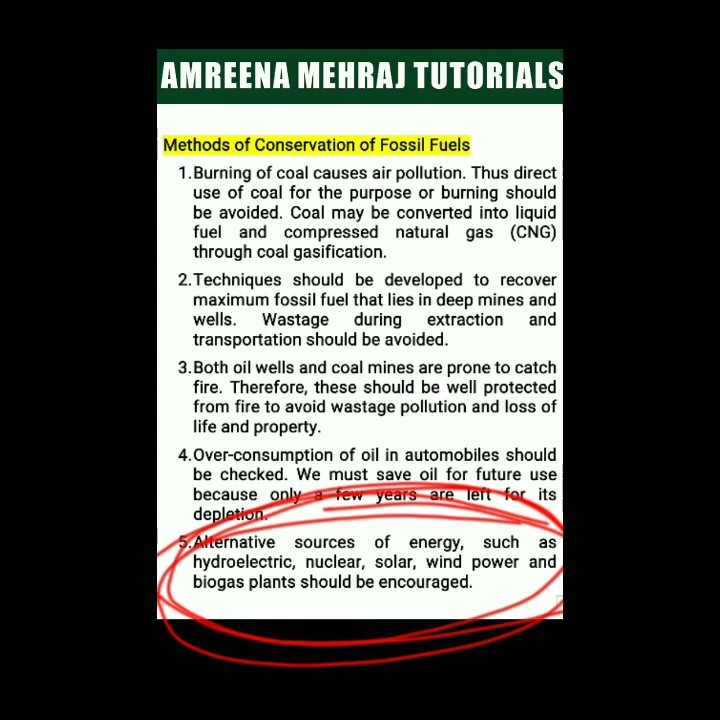 AMREENA MEHRAJ TUTORIALS
Methods of Conservation of Fossil Fuels
1.Burning of coal causes air pollution. Thus direct
use of coal for the purpose or burning should
be avoided. Coal may be converted into liquid
fuel and compressed natural gas (CNG)
through coal gasification.
2.Techniques should be developed to recover
maximum fossil fuel that lies in deep mines and
wells. Wastage during extraction and
transportation should be avoided.
3.Both oil wells and coal mines are prone to catch
fire. Therefore, these should be well protected
from fire to avoid wastage pollution and loss of
life and property.
4.Over-consumption of oil in automobiles should
be checked. We must save oil for future use
because only a few years are left for its
depletion.
5.Alternative sources of energy, such as
hydroelectric, nuclear, solar, wind power and
biogas plants should be encouraged.